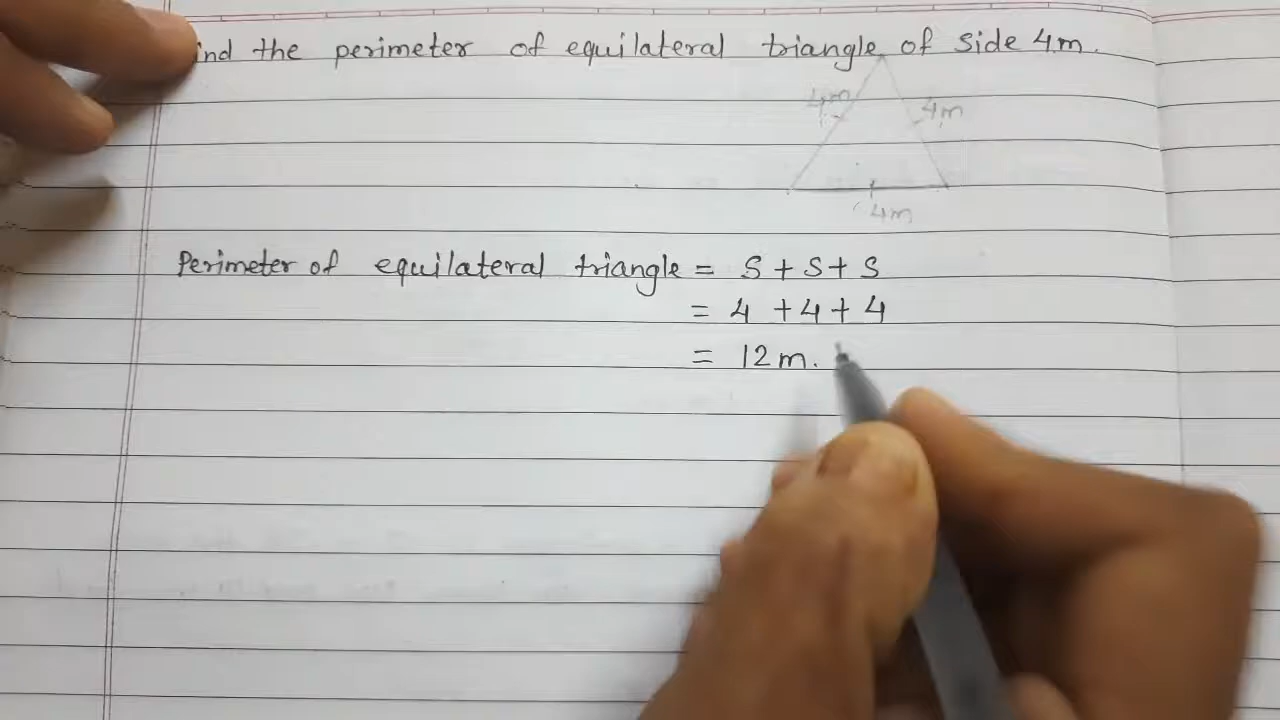 ind the perimeter of equilateral triangle of side 4m.
4m
4m
4m
Perimeter of equilateral triangle = S + S + S
= 4 + 4 + 4
= 12m.